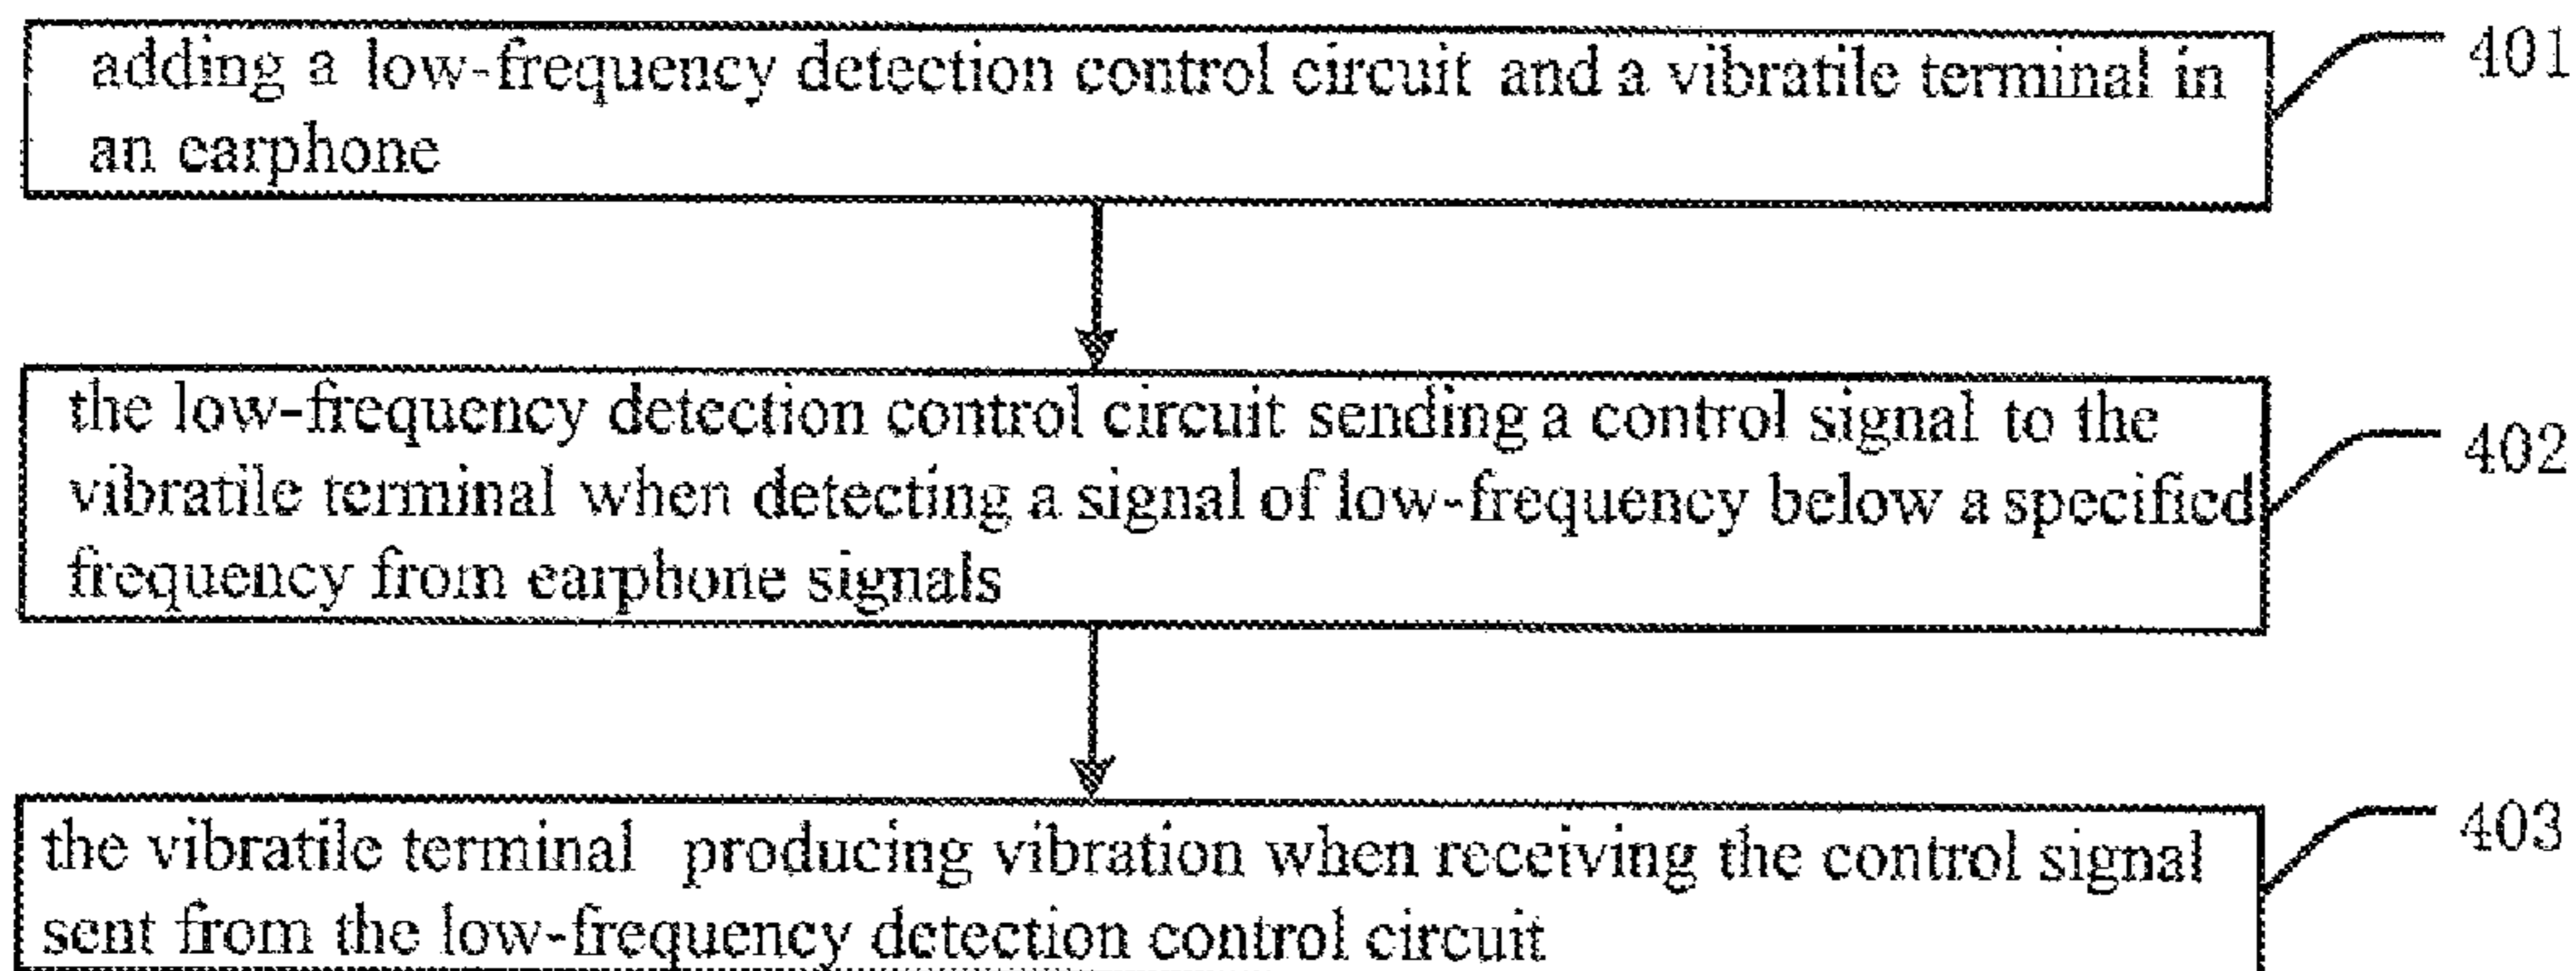 adding a low-frequency detection control circuit and a vibratile terminal in
an earphone
401
the low-frequency detection control circuit sending a control signal to the
vibratile terminal when detecting a signal of low-frequency below a specified
frequency from earphone signals
402
the vibratile terminal producing vibration when receiving the control signal
sent from the low-frequency detection control circuit
403